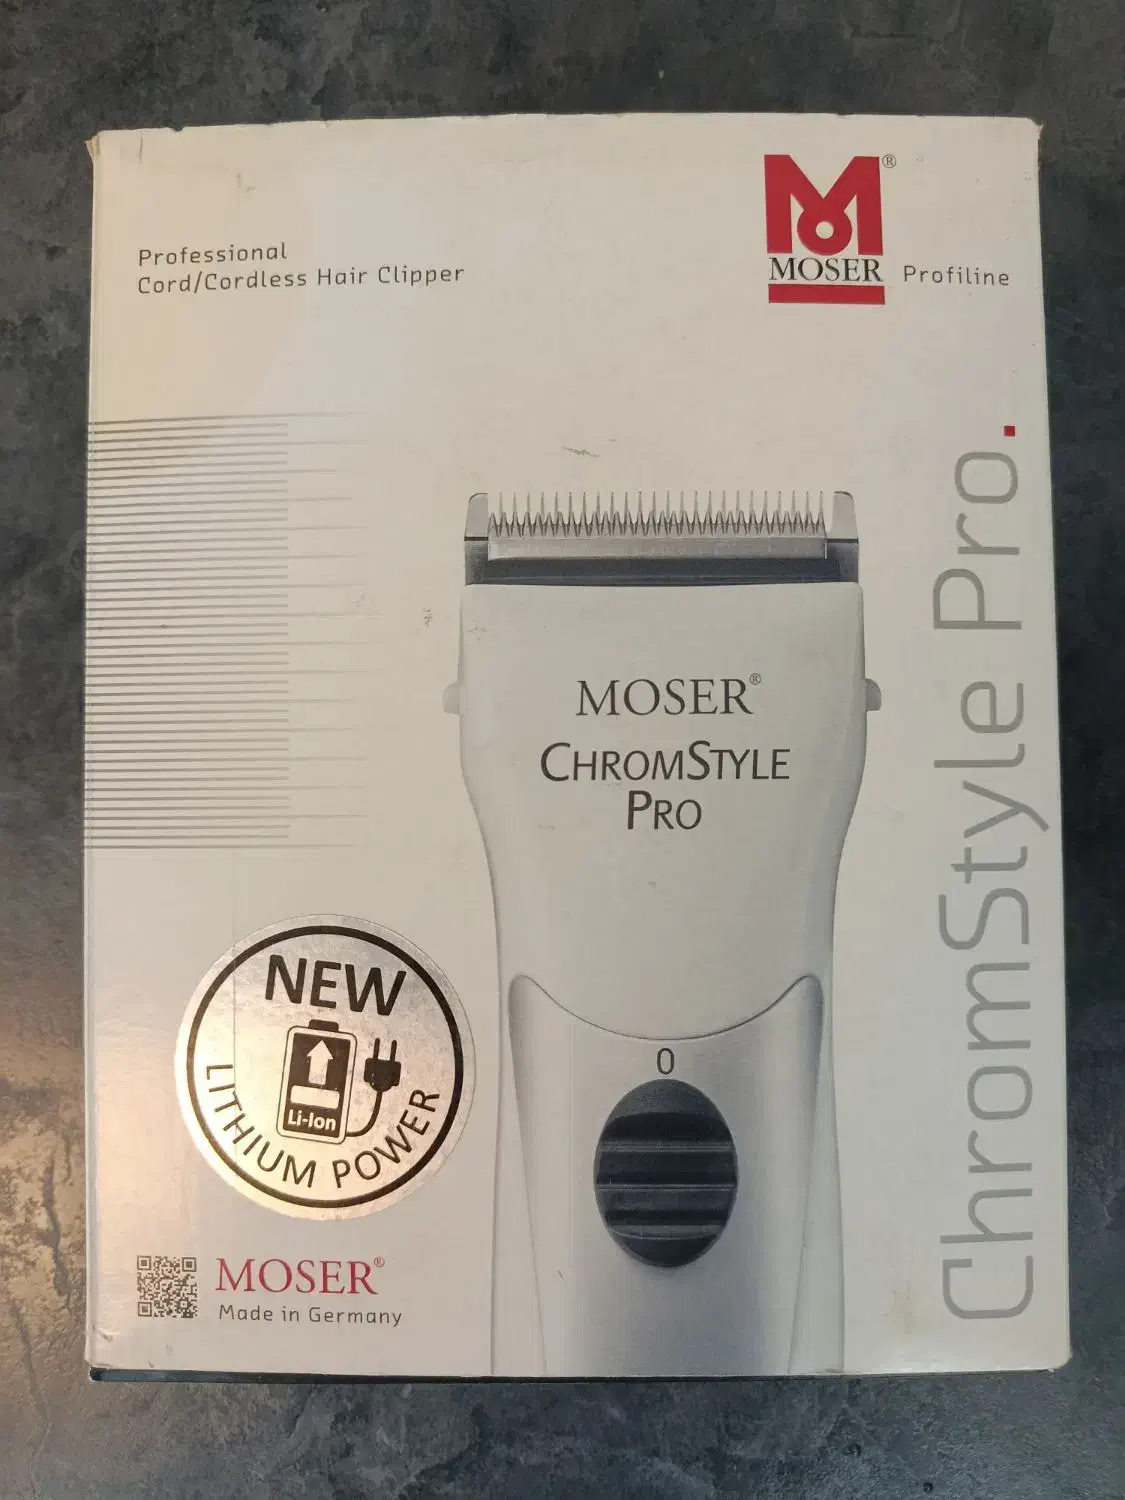 Professional
Cord/Cordless Hair Clipper
M®
MOSER
Profiline
ChromStyle Pro.
MOSER®
CHROMSTYLE
PRO
0
NEW
Li-Ion
LITHIUM POWER
MOSER®
Made in Germany